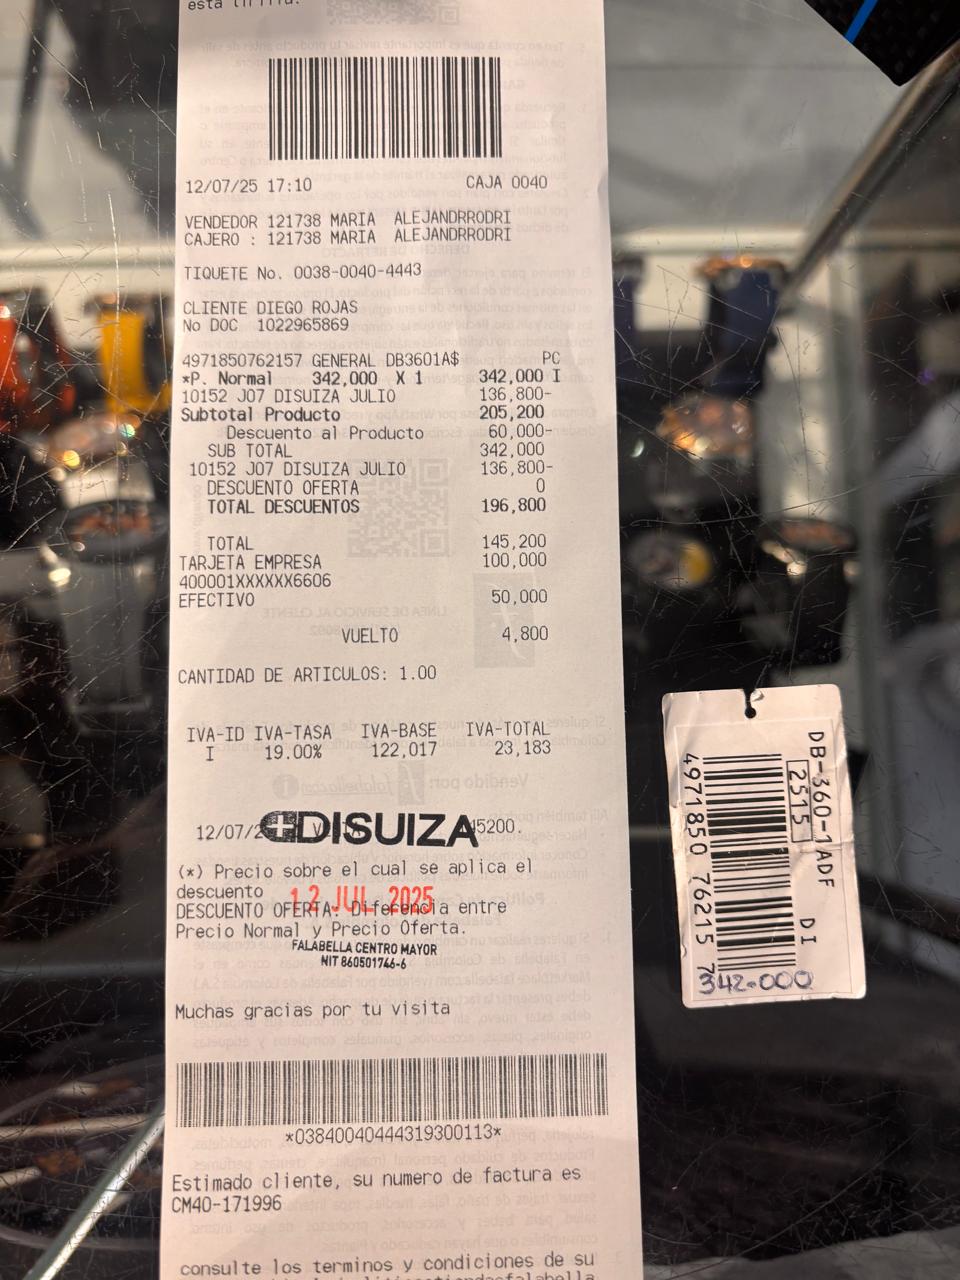 12/07/25 17:10 CAJA 0040
VENDEDOR 121738 MARIA ALEJANDRRODRI
CAJERO : 121738 MARIA ALEJANDRRODRI
TIQUETE No. 0038-0040-4443
CLIENTE DIEGO ROJAS
No DOC 1022965869
4971850762157 GENERAL DB3601A$ PC
*P. Normal 342,000 X 1 342,000 I
10152 J07 DISUIZA JULIO 136,800-
Subtotal Producto 205,200
Descuento al Producto 60,000-
SUB TOTAL 342,000
10152 J07 DISUIZA JULIO 136,800-
DESCUENTO OFERTA 0
TOTAL DESCUENTOS 196,800
TOTAL 145,200
TARJETA EMPRESA 100,000
400001XXXXXX6606
EFECTIVO 50,000
VUELTO 4,800
CANTIDAD DE ARTICULOS: 1.00
IVA-ID IVA-TASA IVA-BASE IVA-TOTAL
I 19.00% 122,017 23,183
12/07/2 45200.
DISUIZA
(*) Precio sobre el cual se aplica el
descuento
12 JUL 2025
DESCUENTO OFERTA: Diferencia entre
Precio Normal y Precio Oferta.
FALABELLA CENTRO MAYOR
NIT 860501746-6
Muchas gracias por tu visita
*03840040444319300113*
Estimado cliente, su numero de factura es
CM40-171996
consulte los terminos y condiciones de su
DB-360-1ADF
2515 DI
4971850 76215 7
342.000